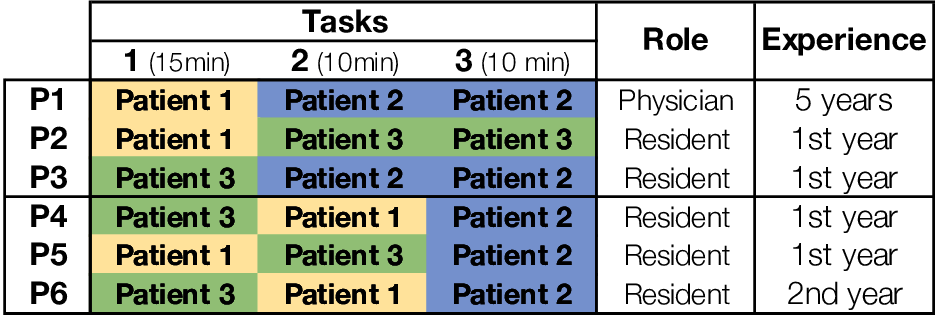 Tasks Role Experience
1 (15min) 2 (10min) 3 (10 min)
P1 Patient 1 Patient 2 Patient 2 Physician 5 years
P2 Patient 1 Patient 3 Patient 3 Resident 1st year
P3 Patient 3 Patient 2 Patient 2 Resident 1st year
P4 Patient 3 Patient 1 Patient 2 Resident 1st year
P5 Patient 1 Patient 3 Patient 2 Resident 1st year
P6 Patient 3 Patient 1 Patient 2 Resident 2nd year